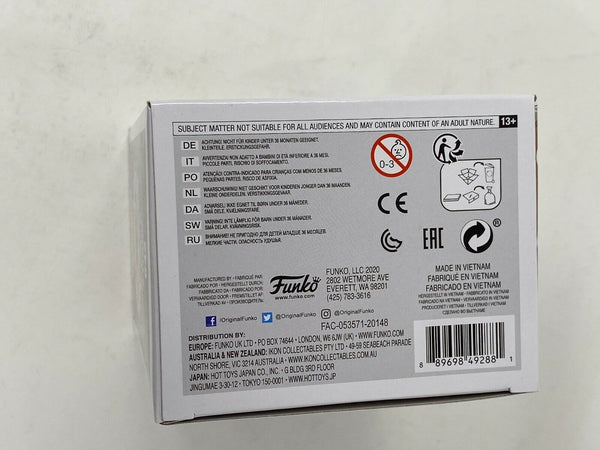 SUBJECT MATTER NOT SUITABLE FOR ALL AUDIENCES AND MAY CONTAIN CONTENT OF AN ADULT NATURE. 13+
DE ACHTUNG! NICHT FÜR KINDER UNTER 36 MONATEN GEEIGNET.
KLEINTEILE. ERSTICKUNGSGEFAHR.
IT AVVERTENZA! NON ADATTO A BAMBINI DI ETÀ INFERIORE A 36 MESI.
PICCOLE PARTI, RISCHIO DI SOFFOCAMENTO.
PO ATENÇÃO: CONTRA-INDICADO PARA CRIANÇAS COM MENOS DE 36 MESES.
PEQUENAS PARTES. RISCO DE ASFIXIA.
NL WAARSCHUWING! NIET GESCHIKT VOOR KINDEREN JONGER DAN 36 MAANDEN.
KLEINE ONDERDELEN. VERSTIKKINGSGEVAAR.
DA ADVARSEL! IKKE EGNET TIL BØRN UNDER 36 MÅNEDER.
SMÅ DELE. KVÆLNINGSFARE.
SW VARNING! INTE LÄMPLIG FÖR BARN UNDER 36 MÅNADER.
SMÅ DELAR. KVÄVNINGSRISK.
RU ВНИМАНИЕ! НЕ ПРИГОДНО ДЛЯ ДЕТЕЙ МЛАДШЕ 36 МЕСЯЦЕВ.
МЕЛКИЕ ЧАСТИ, ОПАСНОСТЬ УДУШЬЯ.
0-3
CE
EAC
®
MANUFACTURED BY • FABRIQUÉ PAR
FABRICADO POR • HERGESTELLT DURCH
FABRICATO DA • FABRICADO POR
VERVAARDIGD DOOR • FREMSTILLET AF
TILLVERKAD AV • ПРОИЗВОДИТЕЛЬ
Funko
www.funko.com
FUNKO, LLC 2020
2802 WETMORE AVE
EVERETT, WA 98201
(425) 783-3616
MADE IN VIETNAM
FABRIQUÉ EN VIETNAM
/OriginalFunko @OriginalFunko @OriginalFunko
FAC-053571-20148
DISTRIBUTION BY:
EUROPE: FUNKO UK LTD • PO BOX 74644 • LONDON, W6 6JW (UK) • WWW.FUNKO.COM
AUSTRALIA & NEW ZEALAND: IKON COLLECTABLES PTY LTD • 49-59 SEABEACH PARADE
NORTH SHORE, VIC 3214 AUSTRALIA • WWW.IKONCOLLECTABLES.COM.AU
JAPAN: HOT TOYS JAPAN CO., INC. • G.BLDG 3RD FLOOR
JINGUMAE 3-30-12 • TOKYO 150-0001 • WWW.HOTTOYS.JP
8 89698 49288 1